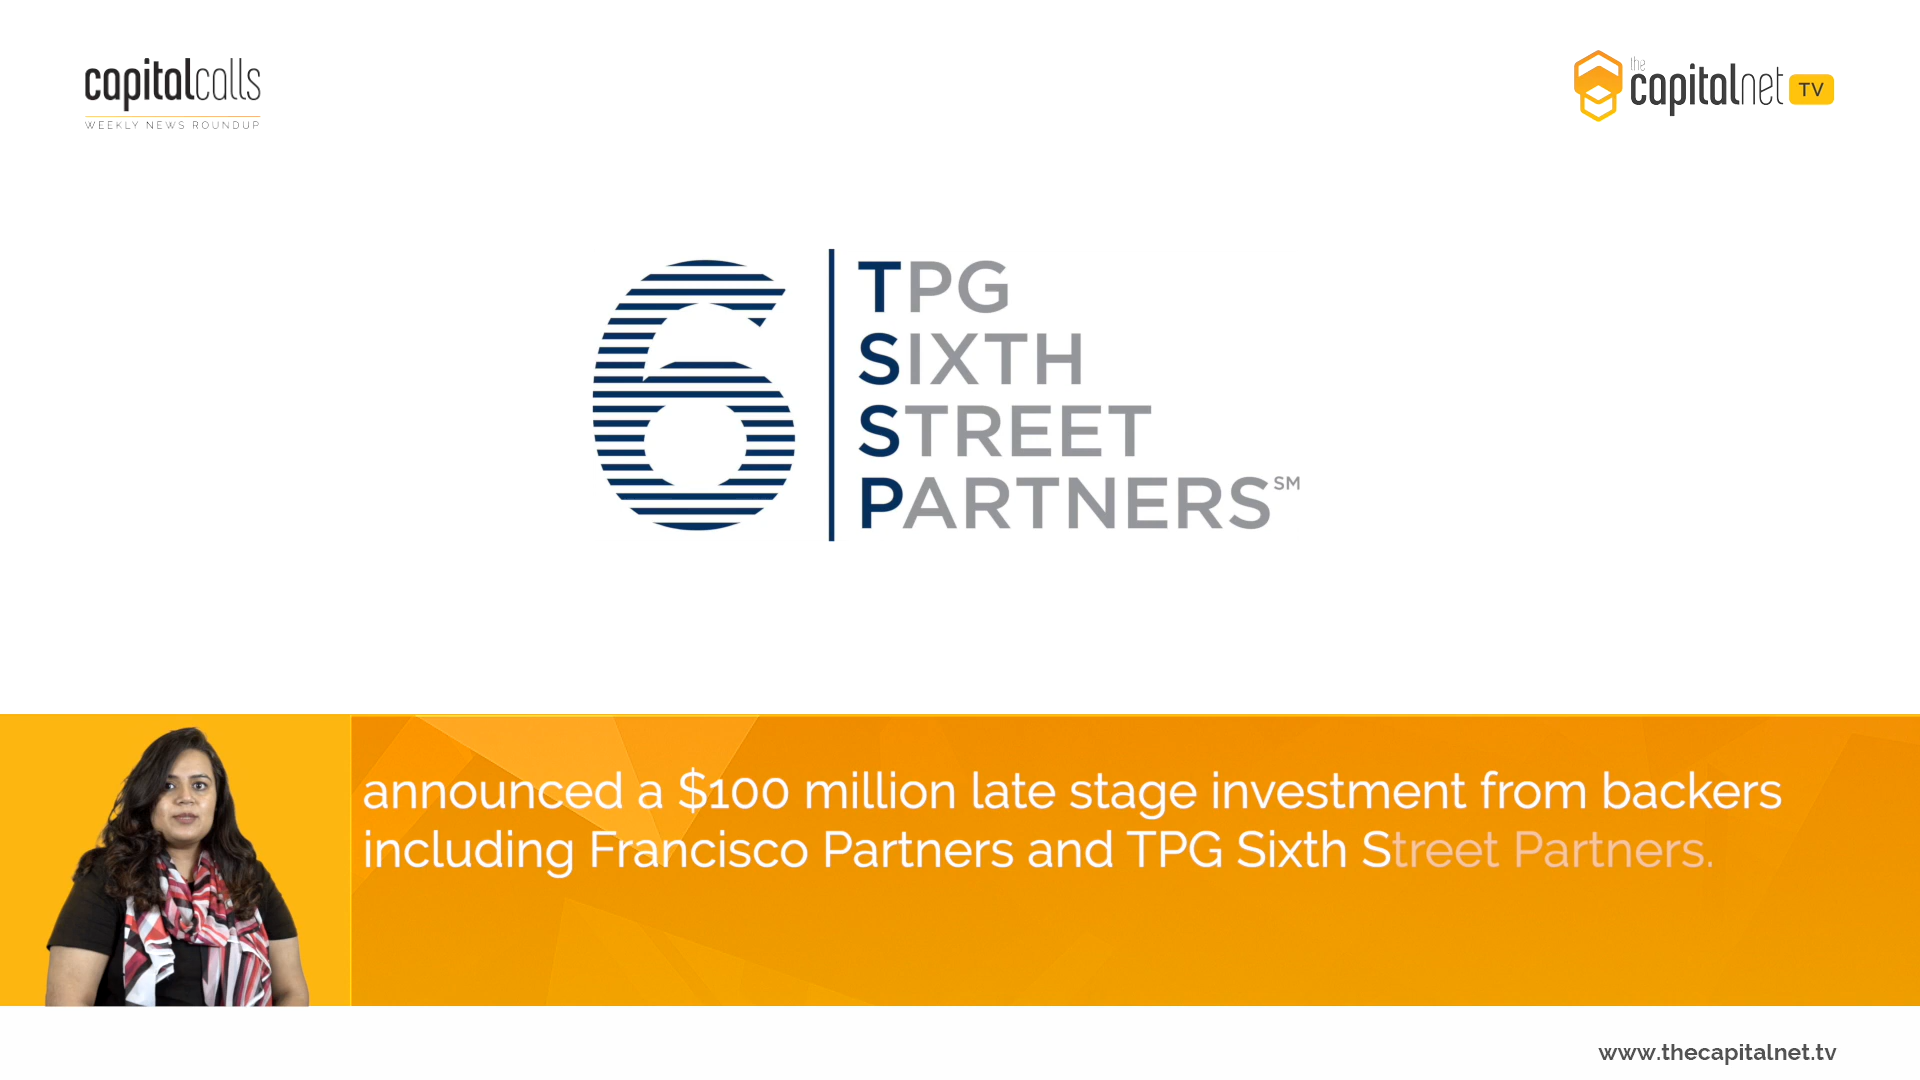 capitalcalls
WEEKLY NEWS ROUNDUP
the
capitalnet TV
6
TPG
SIXTH
STREET
PARTNERS SM
announced a $100 million late stage investment from backers
including Francisco Partners and TPG Sixth Street Partners.
www.thecapitalnet.tv